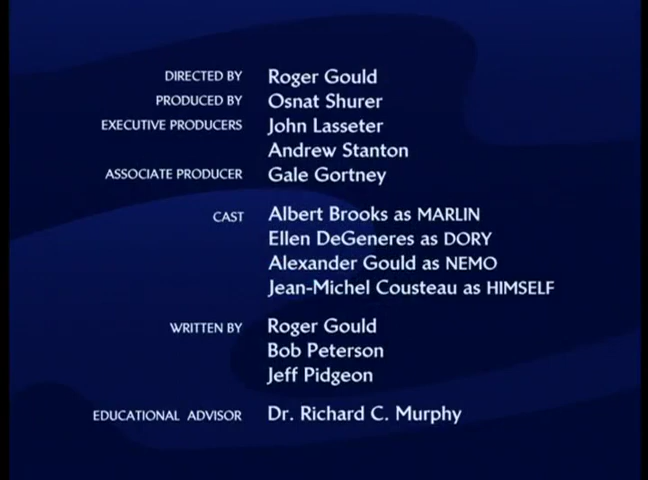 DIRECTED BY Roger Gould
PRODUCED BY Osnat Shurer
EXECUTIVE PRODUCERS John Lasseter
Andrew Stanton
ASSOCIATE PRODUCER Gale Gortney
CAST Albert Brooks as MARLIN
Ellen DeGeneres as DORY
Alexander Gould as NEMO
Jean-Michel Cousteau as HIMSELF
WRITTEN BY Roger Gould
Bob Peterson
Jeff Pidgeon
EDUCATIONAL ADVISOR Dr. Richard C. Murphy